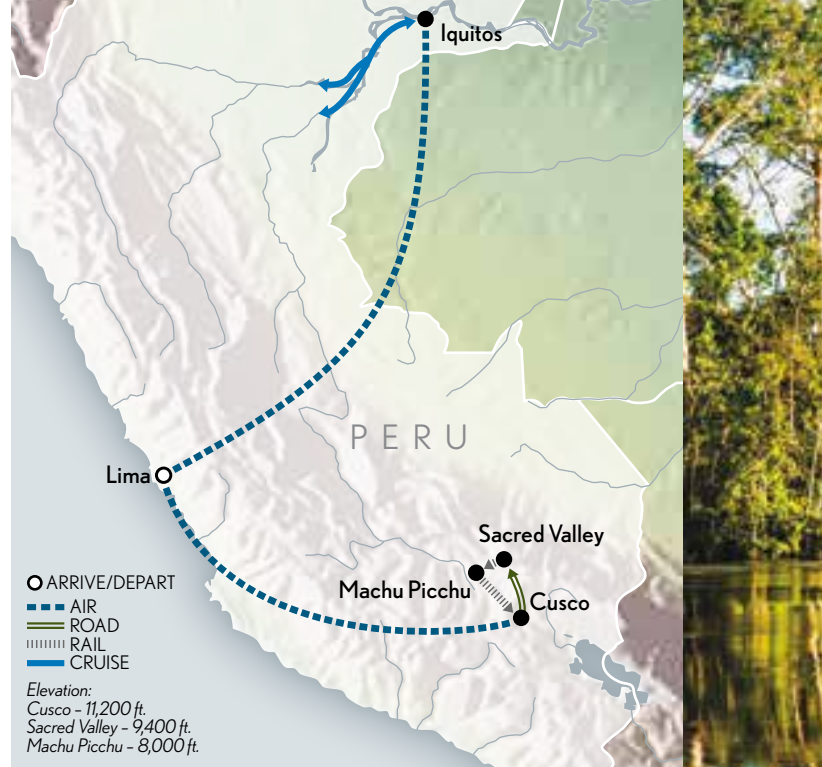 Iquitos
PERU
Lima
Sacred Valley
Machu Picchu
Cusco
ARRIVE/DEPART
AIR
ROAD
RAIL
CRUISE
Elevation:
Cusco – 11,200 ft.
Sacred Valley – 9,400 ft.
Machu Picchu – 8,000 ft.